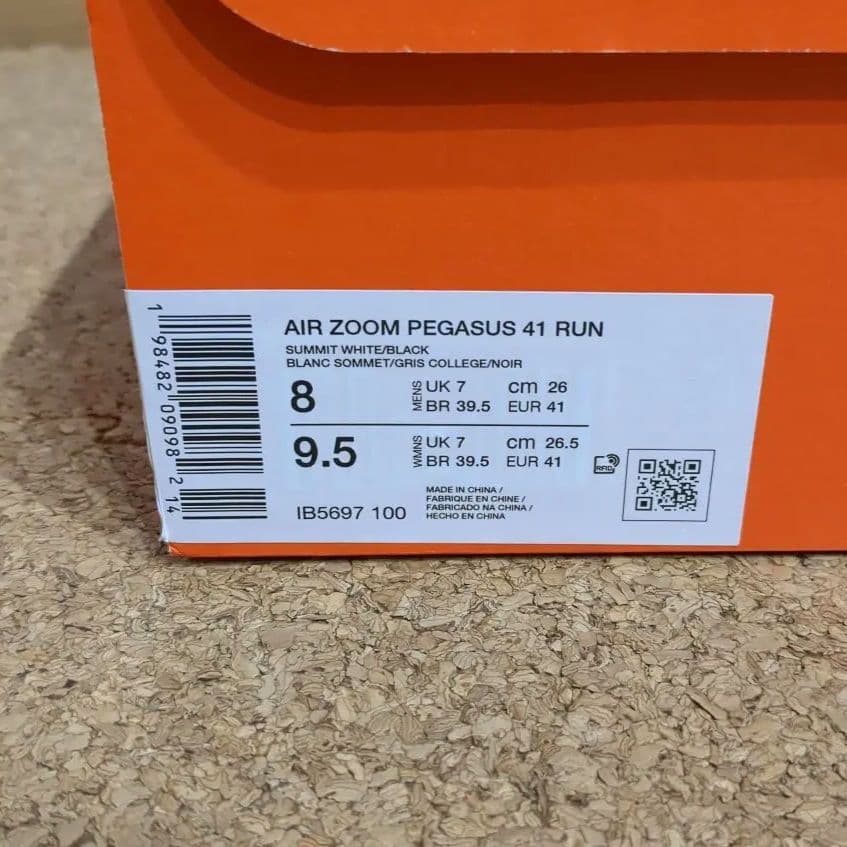 AIR ZOOM PEGASUS 41 RUN
SUMMIT WHITE/BLACK
BLANC SOMMET/GRIS COLLEGE/NOIR
8 MENS UK 7 cm 26
BR 39.5 EUR 41
9.5 WMNS UK 7 cm 26.5
BR 39.5 EUR 41
RFID
IB5697 100
MADE IN CHINA /
FABRIQUE EN CHINE /
FABRICADO NA CHINA /
HECHO EN CHINA
1 98482 09098 2 14